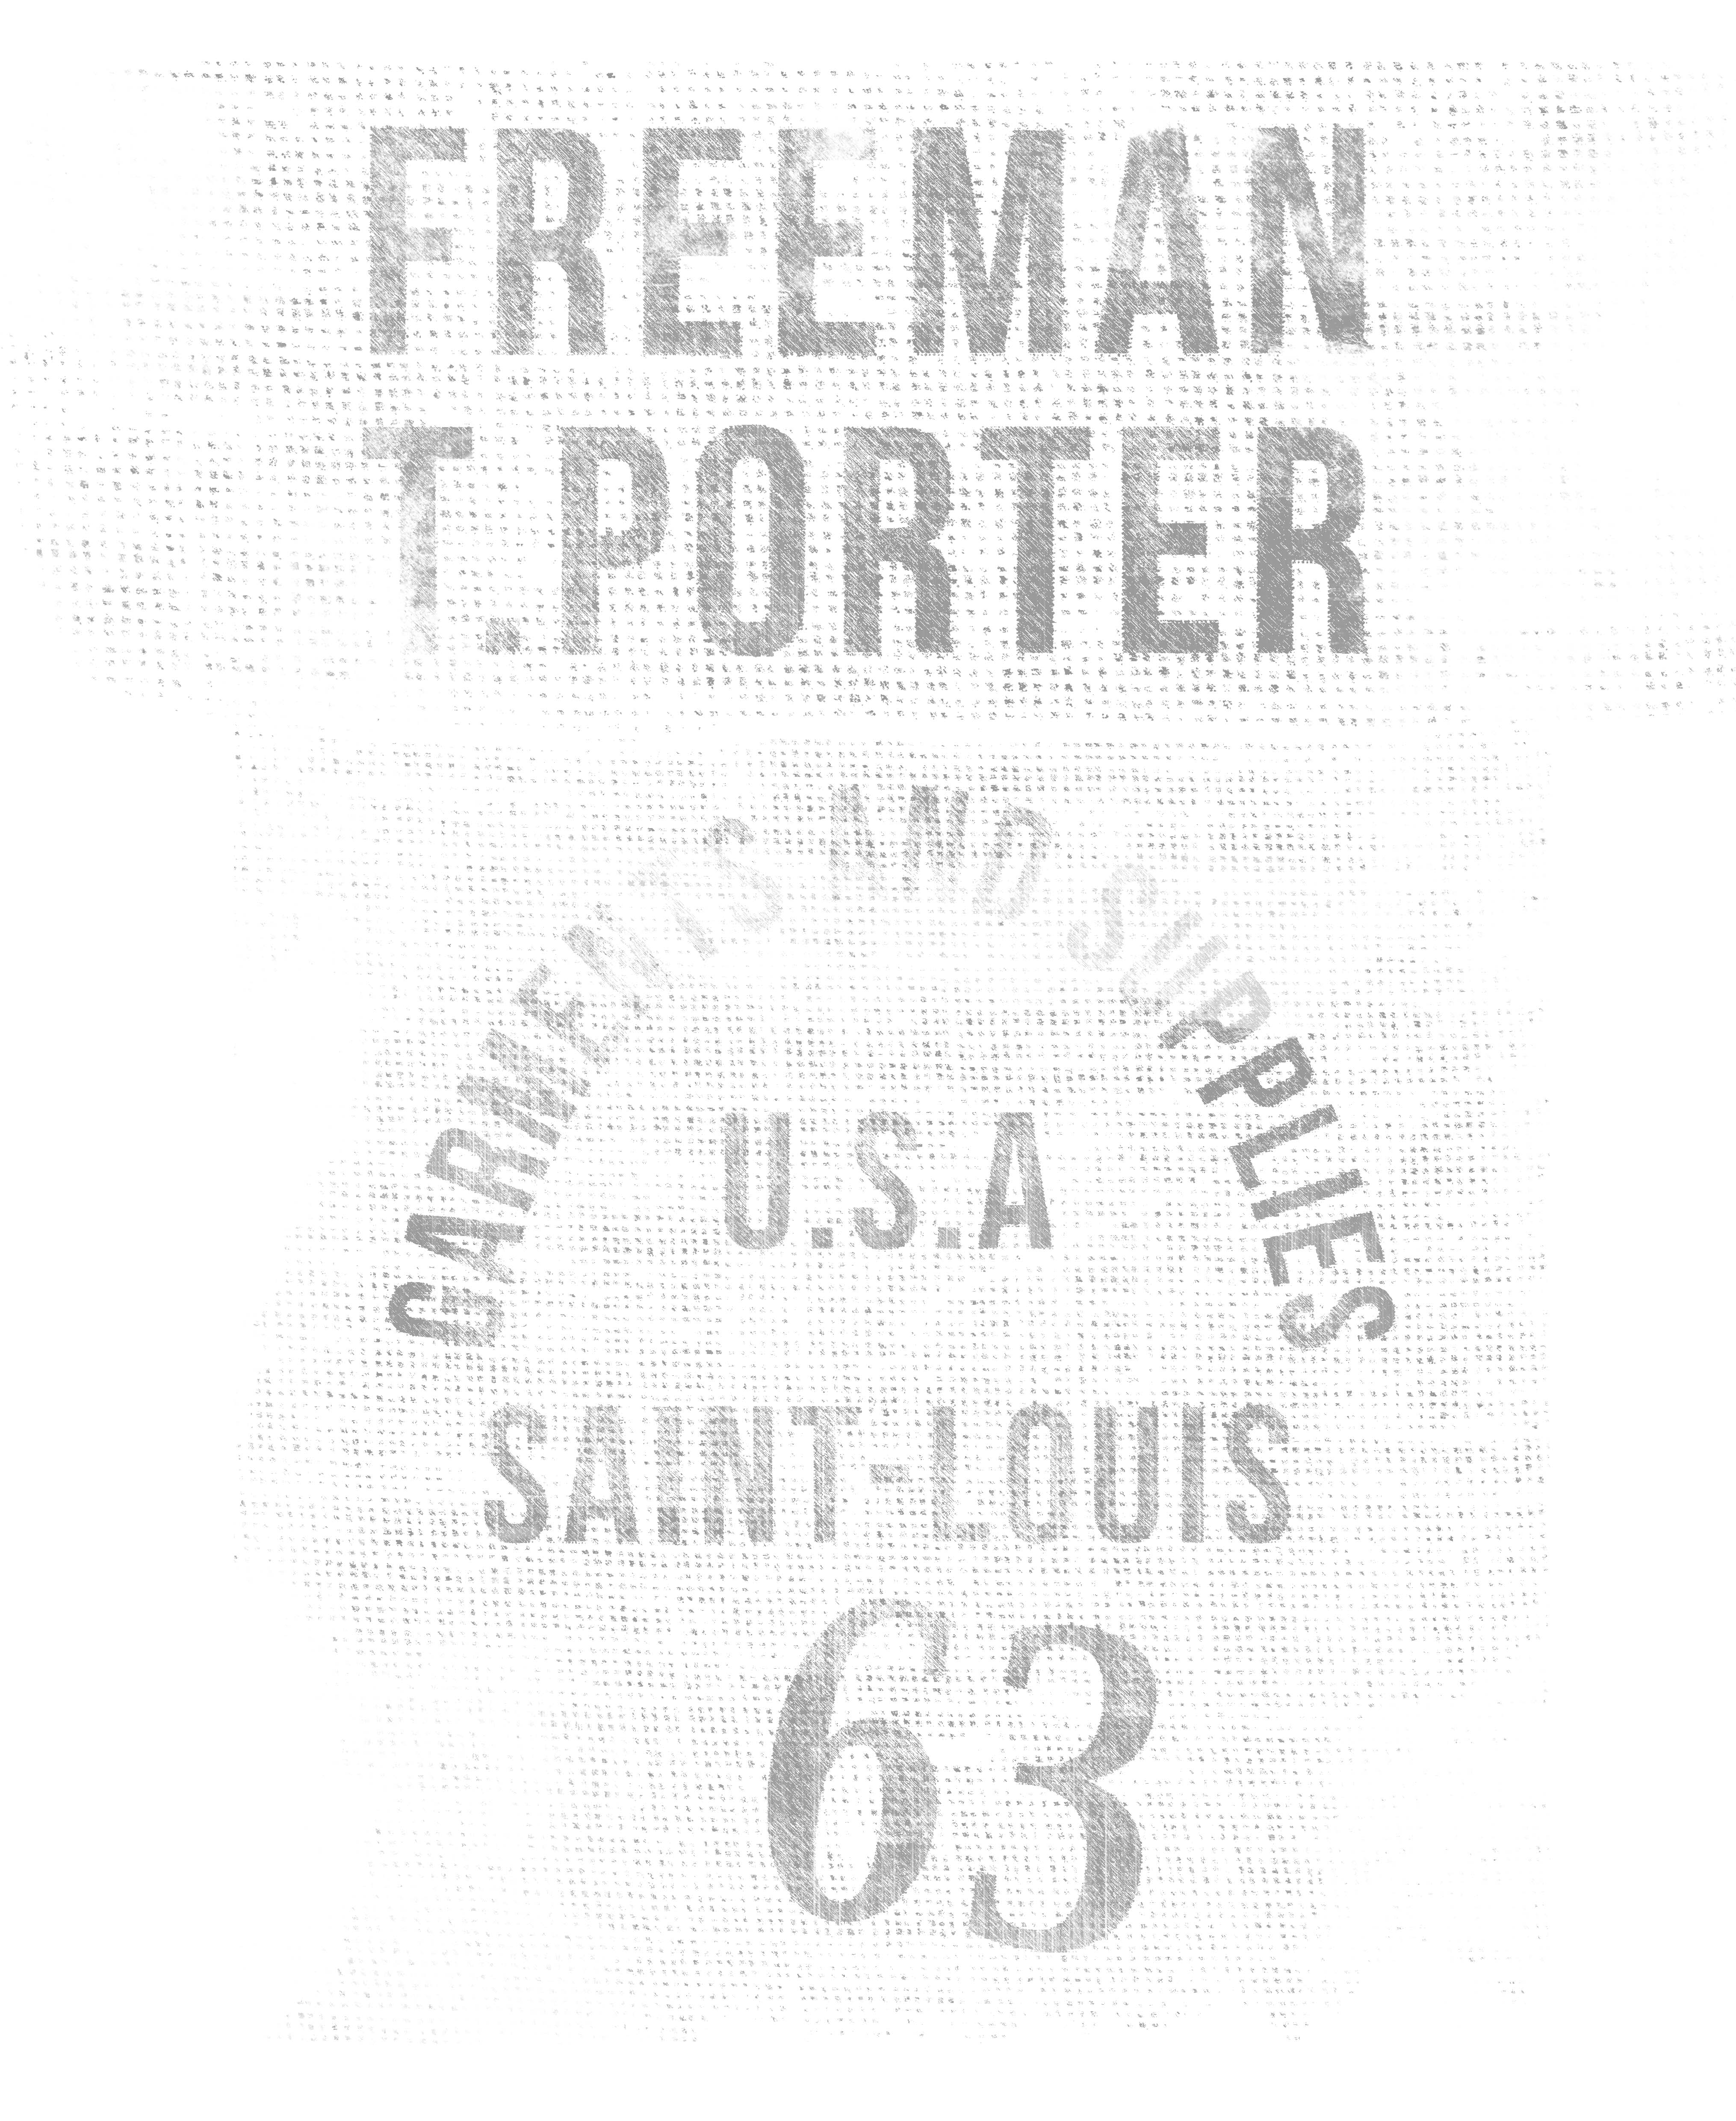 FREEMAN
T.PORTER
GARMENTS AND SUPPLIES
U.S.A
SAINT-LOUIS
63